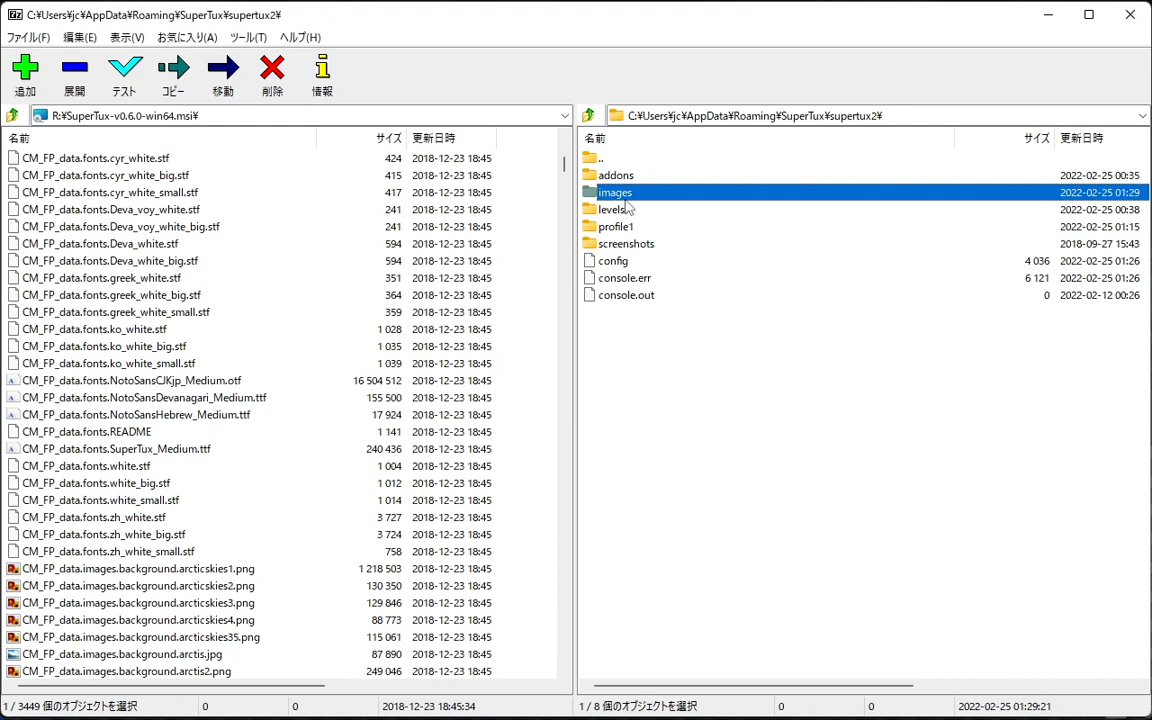 C:¥Users¥jc¥AppData¥Roaming¥SuperTux¥supertux2¥
ファイル(F) 編集(E) 表示(V) お気に入り(A) ツール(T) ヘルプ(H)
追加 展開 テスト コピー 移動 削除 情報
R:¥SuperTux-v0.6.0-win64.msi¥
名前 サイズ 更新日時
CM_FP_data.fonts.cyr_white.stf 424 2018-12-23 18:45
CM_FP_data.fonts.cyr_white_big.stf 415 2018-12-23 18:45
CM_FP_data.fonts.cyr_white_small.stf 417 2018-12-23 18:45
CM_FP_data.fonts.Deva_voy_white.stf 241 2018-12-23 18:45
CM_FP_data.fonts.Deva_voy_white_big.stf 241 2018-12-23 18:45
CM_FP_data.fonts.Deva_white.stf 594 2018-12-23 18:45
CM_FP_data.fonts.Deva_white_big.stf 594 2018-12-23 18:45
CM_FP_data.fonts.greek_white.stf 351 2018-12-23 18:45
CM_FP_data.fonts.greek_white_big.stf 364 2018-12-23 18:45
CM_FP_data.fonts.greek_white_small.stf 359 2018-12-23 18:45
CM_FP_data.fonts.ko_white.stf 1 028 2018-12-23 18:45
CM_FP_data.fonts.ko_white_big.stf 1 035 2018-12-23 18:45
CM_FP_data.fonts.ko_white_small.stf 1 039 2018-12-23 18:45
CM_FP_data.fonts.NotoSansCJKjp_Medium.otf 16 504 512 2018-12-23 18:45
CM_FP_data.fonts.NotoSansDevanagari_Medium.ttf 155 500 2018-12-23 18:45
CM_FP_data.fonts.NotoSansHebrew_Medium.ttf 17 924 2018-12-23 18:45
CM_FP_data.fonts.README 1 141 2018-12-23 18:45
CM_FP_data.fonts.SuperTux_Medium.ttf 240 436 2018-12-23 18:45
CM_FP_data.fonts.white.stf 1 004 2018-12-23 18:45
CM_FP_data.fonts.white_big.stf 1 012 2018-12-23 18:45
CM_FP_data.fonts.white_small.stf 1 014 2018-12-23 18:45
CM_FP_data.fonts.zh_white.stf 3 727 2018-12-23 18:45
CM_FP_data.fonts.zh_white_big.stf 3 724 2018-12-23 18:45
CM_FP_data.fonts.zh_white_small.stf 758 2018-12-23 18:45
CM_FP_data.images.background.arcticskies1.png 1 218 503 2018-12-23 18:45
CM_FP_data.images.background.arcticskies2.png 130 350 2018-12-23 18:45
CM_FP_data.images.background.arcticskies3.png 129 846 2018-12-23 18:45
CM_FP_data.images.background.arcticskies4.png 88 773 2018-12-23 18:45
CM_FP_data.images.background.arcticskies35.png 115 061 2018-12-23 18:45
CM_FP_data.images.background.arctis.jpg 87 890 2018-12-23 18:45
CM_FP_data.images.background.arctis2.png 249 046 2018-12-23 18:45
1 / 3449 個のオブジェクトを選択 0 0 2018-12-23 18:45:34
C:¥Users¥jc¥AppData¥Roaming¥SuperTux¥supertux2¥
名前 サイズ 更新日時
..
addons 2022-02-25 00:35
images 2022-02-25 01:29
levels 2022-02-25 00:38
profile1 2022-02-25 01:15
screenshots 2018-09-27 15:43
config 4 036 2022-02-25 01:26
console.err 6 121 2022-02-25 01:26
console.out 0 2022-02-12 00:26
1 / 8 個のオブジェクトを選択 0 0 2022-02-25 01:29:21